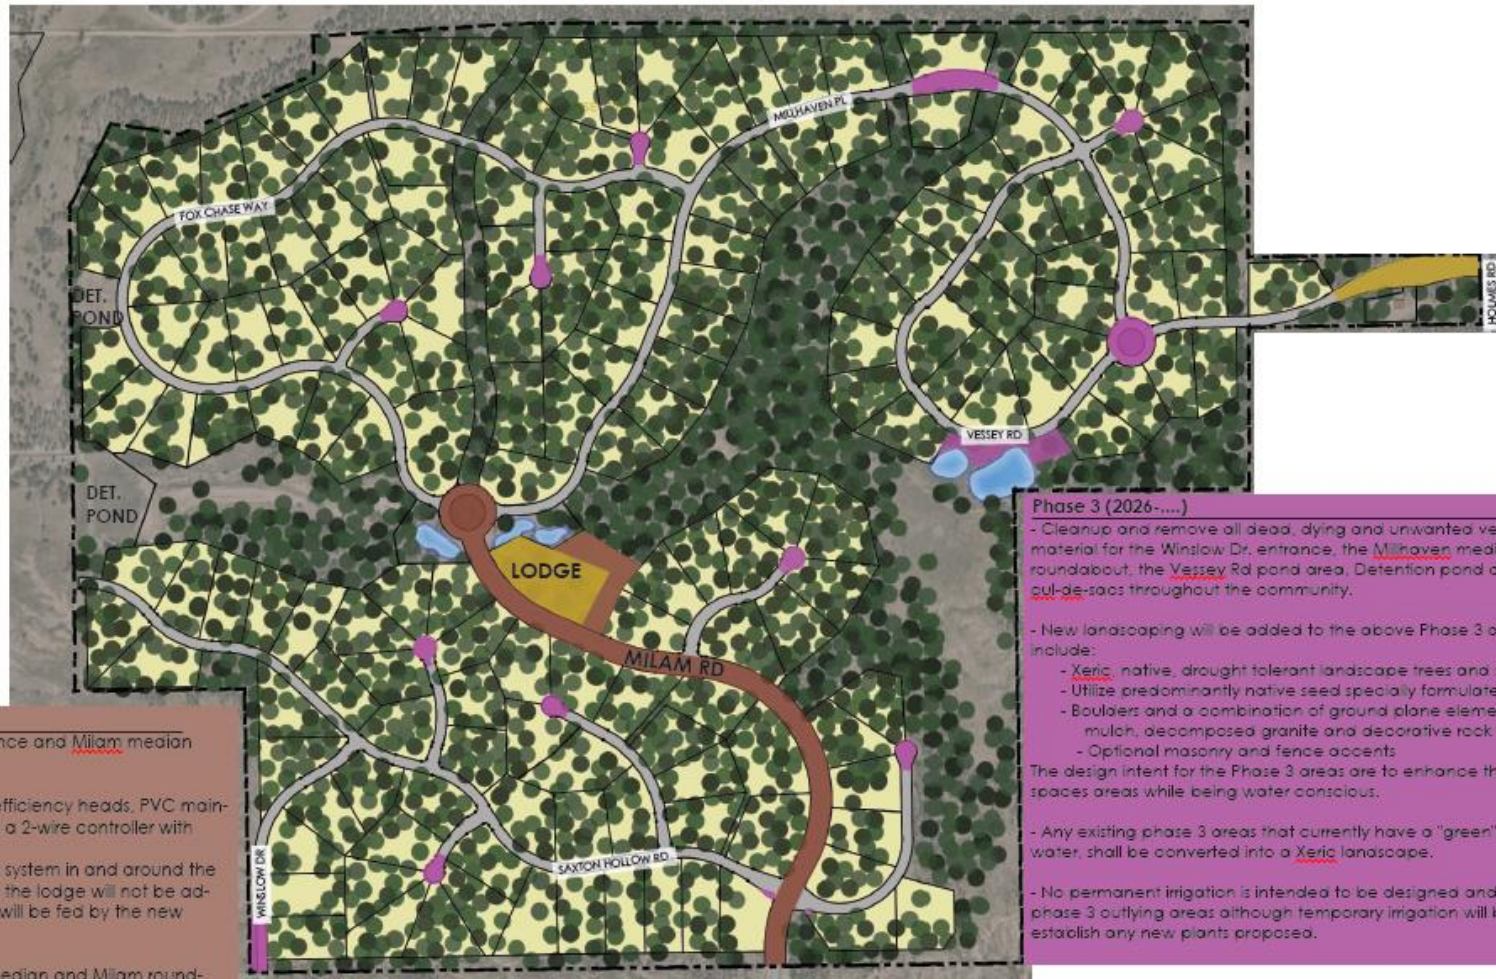 MILLHAVEN PL
FOX CHASE WAY
HOLMES RD
DET.
POND
VESSEY RD
DET.
POND
LODGE
MILAM RD
SAXTON HOLLOW RD
WINSLOW DR
nce and Milam median
efficiency heads, PVC main-
a 2-wire controller with
system in and around the
the lodge will not be ad-
will be fed by the new
edian and Milam round-
Phase 3 (2026-....)
- Cleanup and remove all dead, dying and unwanted ve
material for the Winslow Dr. entrance, the Millhaven medi
roundabout, the Vessey Rd pond area, Detention pond
cul-de-sacs throughout the community.
- New landscaping will be added to the above Phase 3
include:
- Xeric, native, drought tolerant landscape trees and
- Utilize predominantly native seed specially formulate
- Boulders and a combination of ground plane eleme
mulch, decomposed granite and decorative rock
- Optional masonry and fence accents
The design intent for the Phase 3 areas are to enhance th
spaces areas while being water conscious.
- Any existing phase 3 areas that currently have a "green"
water, shall be converted into a Xeric landscape.
- No permanent irrigation is intended to be designed and
phase 3 outlying areas although temporary irrigation will b
establish any new plants proposed.